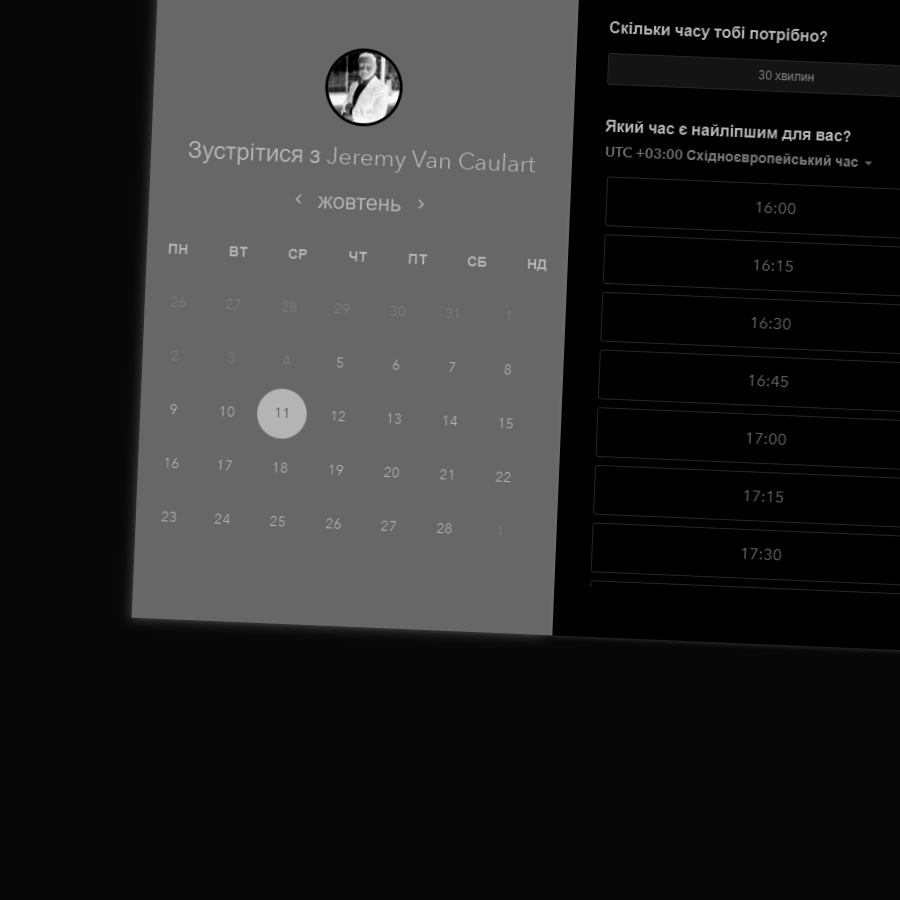 Зустрітися з Jeremy Van Caulart
‹ жовтень ›
ПН ВТ СР ЧТ ПТ СБ НД
26 27 28 29 30 31 1
2 3 4 5 6 7 8
9 10 11 12 13 14 15
16 17 18 19 20 21 22
23 24 25 26 27 28 1
Скільки часу тобі потрібно?
30 хвилин
Який час є найліпшим для вас?
UTC +03:00 Східноєвропейський час
16:00
16:15
16:30
16:45
17:00
17:15
17:30